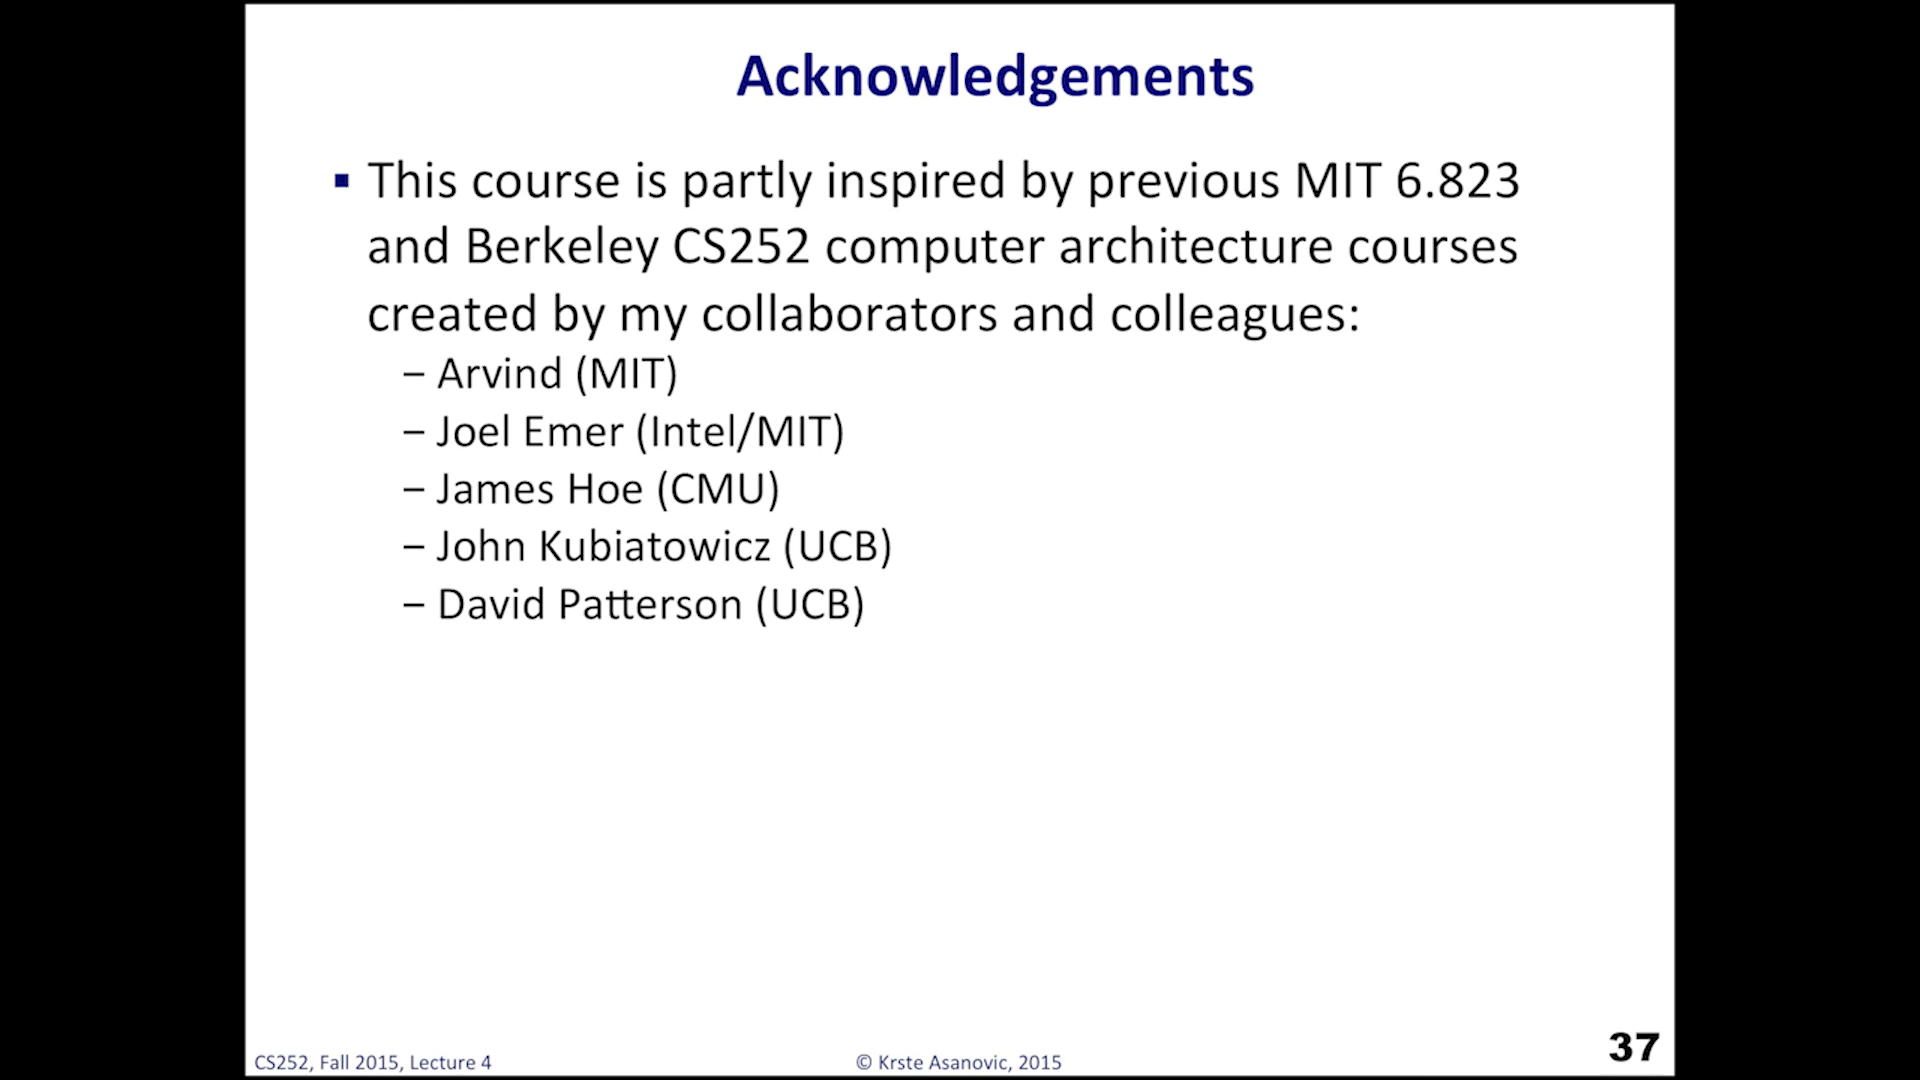 Acknowledgements
▪ This course is partly inspired by previous MIT 6.823
and Berkeley CS252 computer architecture courses
created by my collaborators and colleagues:
– Arvind (MIT)
– Joel Emer (Intel/MIT)
– James Hoe (CMU)
– John Kubiatowicz (UCB)
– David Patterson (UCB)
CS252, Fall 2015, Lecture 4
© Krste Asanovic, 2015
37